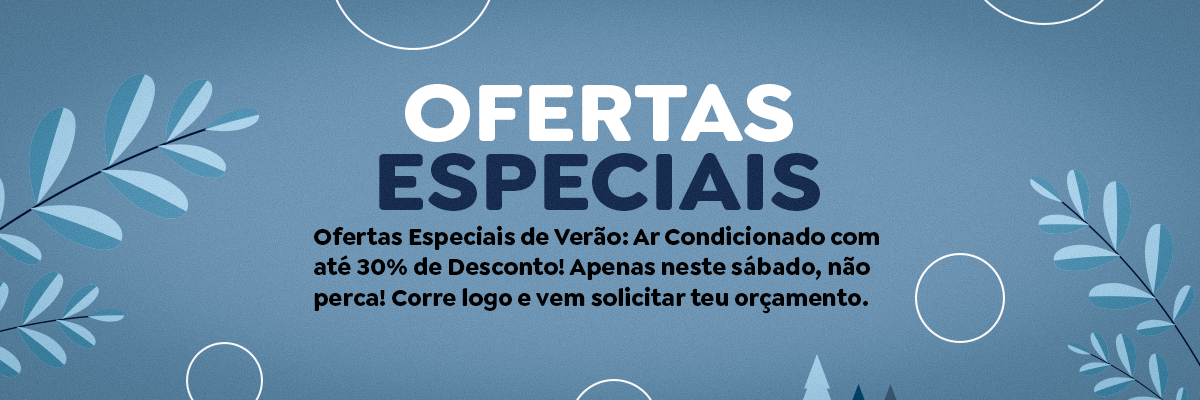 OFERTAS
ESPECIAIS
Ofertas Especiais de Verão: Ar Condicionado com
até 30% de Desconto! Apenas neste sábado, não
perca! Corre logo e vem solicitar teu orçamento.